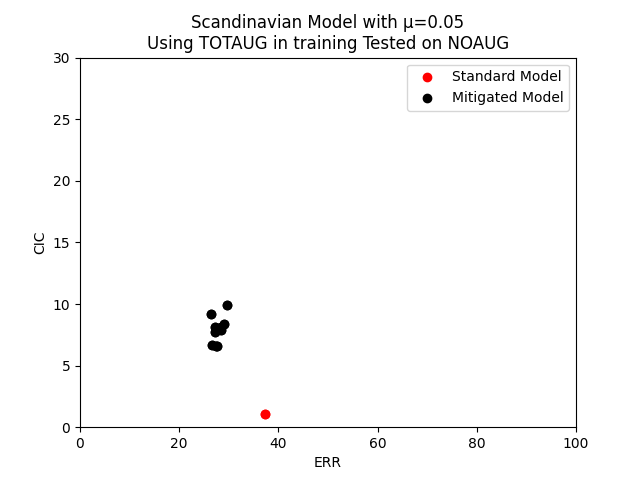 Scandinavian Model with μ=0.05
Using TOTAUG in training Tested on NOAUG
Standard Model
Mitigated Model
30
25
20
15
10
5
0
CIC
0 20 40 60 80 100
ERR